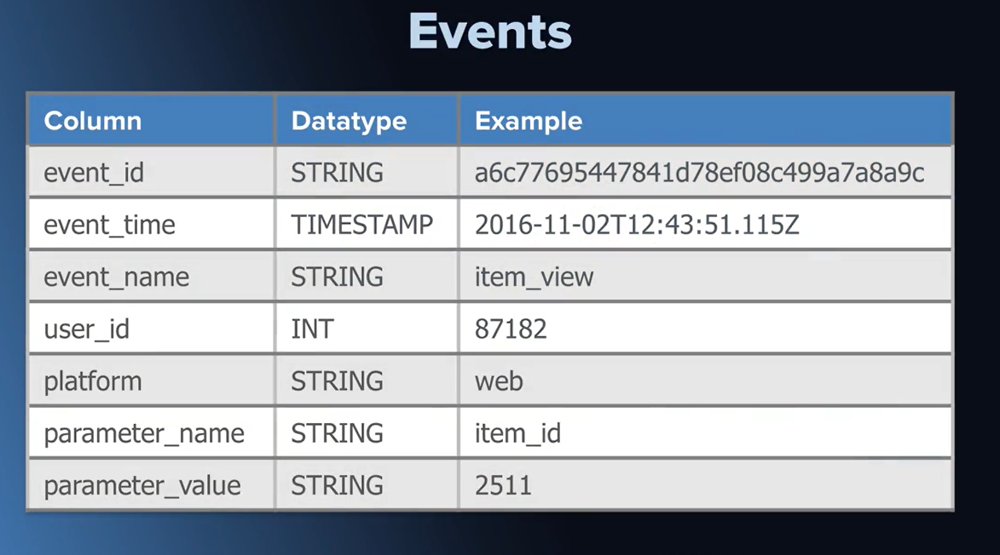 Events
Column Datatype Example
event_id STRING a6c77695447841d78ef08c499a7a8a9c
event_time TIMESTAMP 2016-11-02T12:43:51.115Z
event_name STRING item_view
user_id INT 87182
platform STRING web
parameter_name STRING item_id
parameter_value STRING 2511